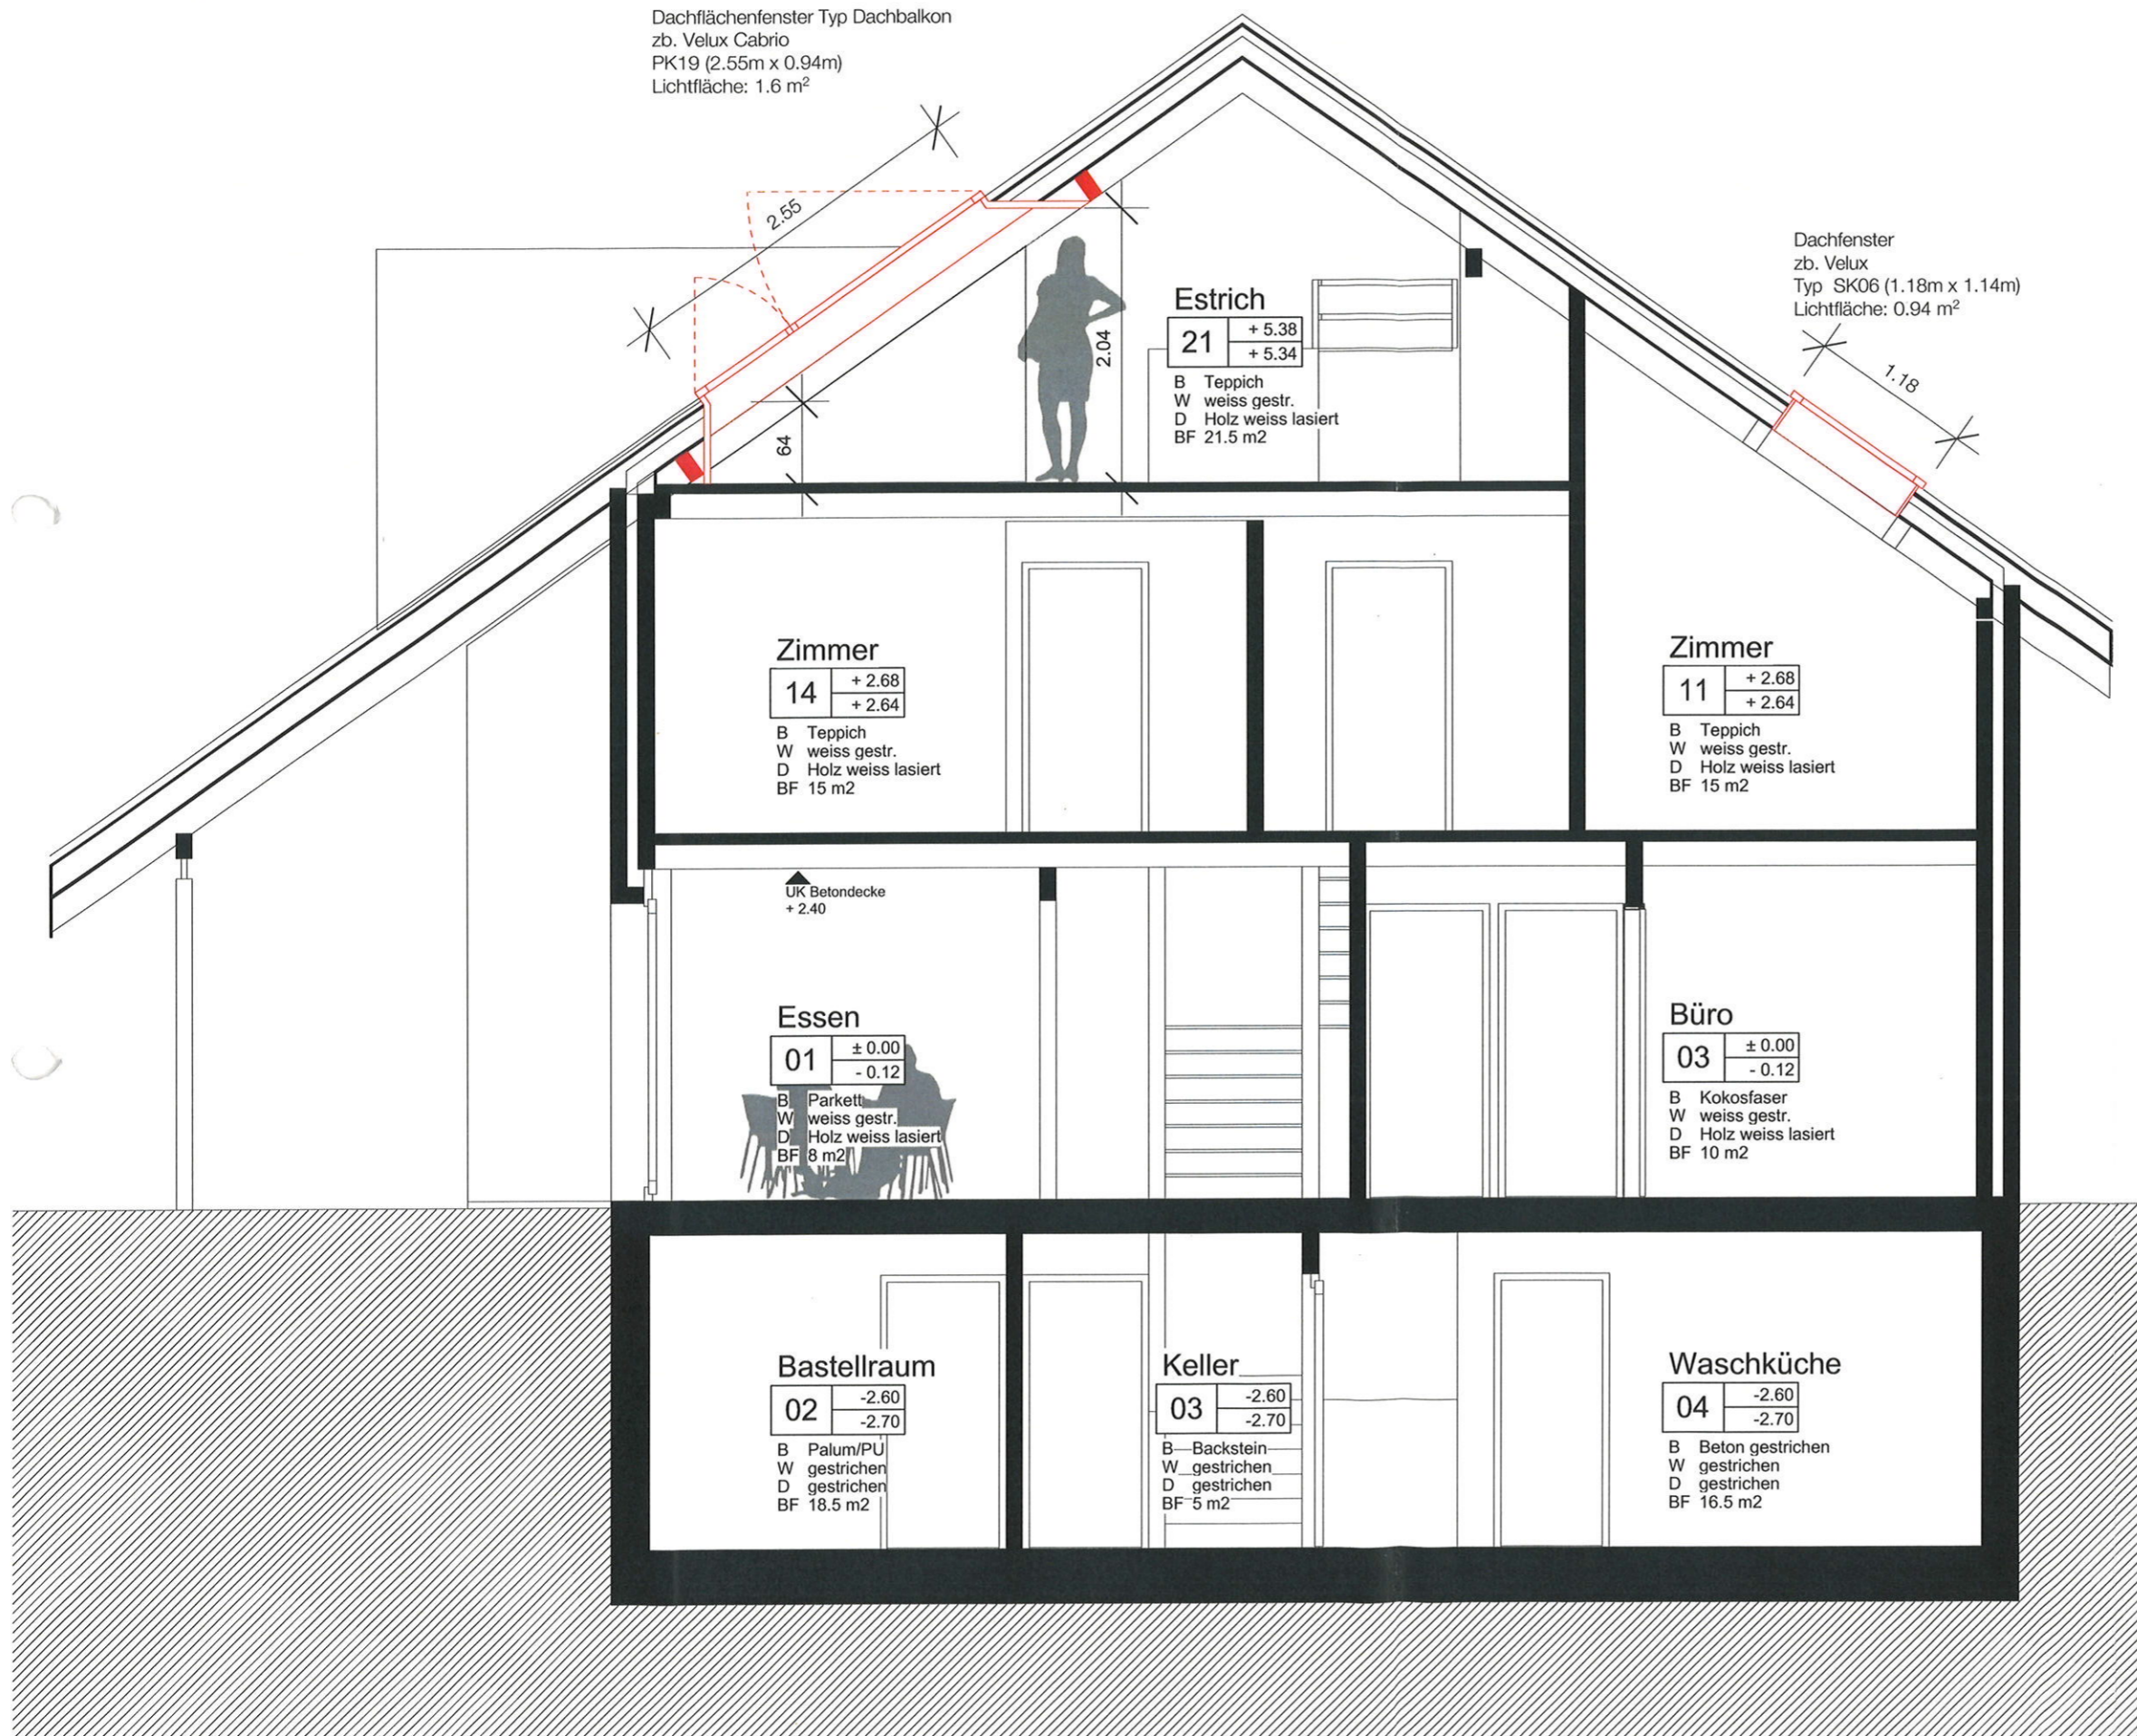 Dachflächenfenster Typ Dachbalkon
zb. Velux Cabrio
PK19 (2.55m x 0.94m)
Lichtfläche: 1.6 m²
2.55
Dachfenster
zb. Velux
Typ SK06 (1.18m x 1.14m)
Lichtfläche: 0.94 m²
1.18
2.04
64
Estrich
21
+ 5.38
+ 5.34
B Teppich
W weiss gestr.
D Holz weiss lasiert
BF 21.5 m2
Zimmer
14
+ 2.68
+ 2.64
B Teppich
W weiss gestr.
D Holz weiss lasiert
BF 15 m2
Zimmer
11
+ 2.68
+ 2.64
B Teppich
W weiss gestr.
D Holz weiss lasiert
BF 15 m2
UK Betondecke
+ 2.40
Essen
01
± 0.00
- 0.12
B Parkett
W weiss gestr.
D Holz weiss lasiert
BF 8 m2
Büro
03
± 0.00
- 0.12
B Kokosfaser
W weiss gestr.
D Holz weiss lasiert
BF 10 m2
Bastellraum
02
-2.60
-2.70
B Palum/PU
W gestrichen
D gestrichen
BF 18.5 m2
Keller
03
-2.60
-2.70
B Backstein
W gestrichen
D gestrichen
BF 5 m2
Waschküche
04
-2.60
-2.70
B Beton gestrichen
W gestrichen
D gestrichen
BF 16.5 m2